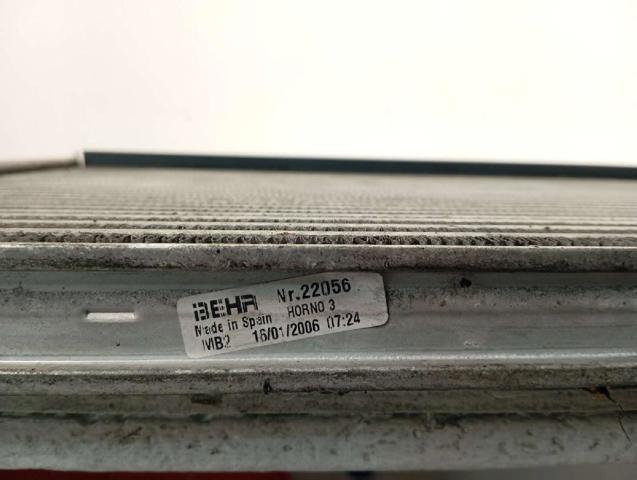 BEHR Nr.22056
Made in Spain HORNO 3
MB2 16/01/2006 07:24